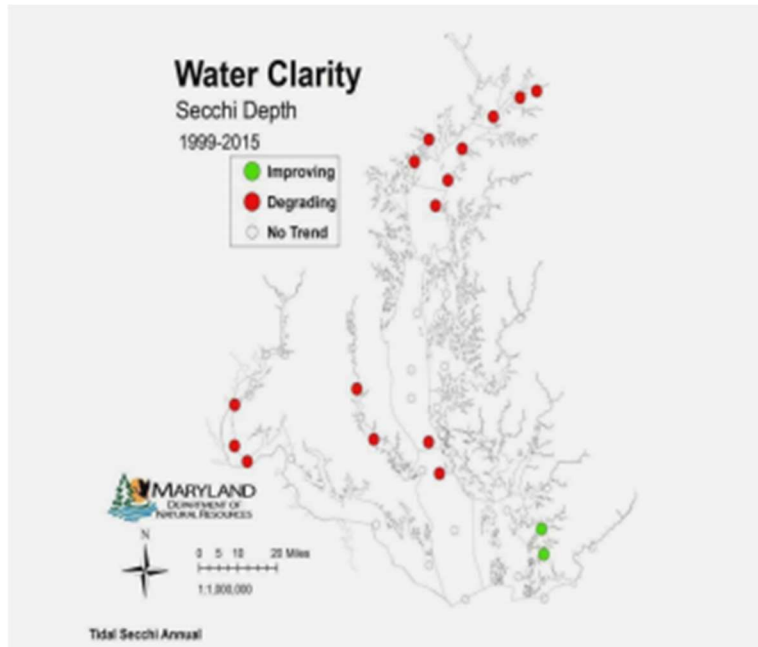 Water Clarity
Secchi Depth
1999-2015
Improving
Degrading
No Trend
MARYLAND
DEPARTMENT OF
NATURAL RESOURCES
N
0 5 10 20 Miles
1:1,000,000
Tidal Secchi Annual